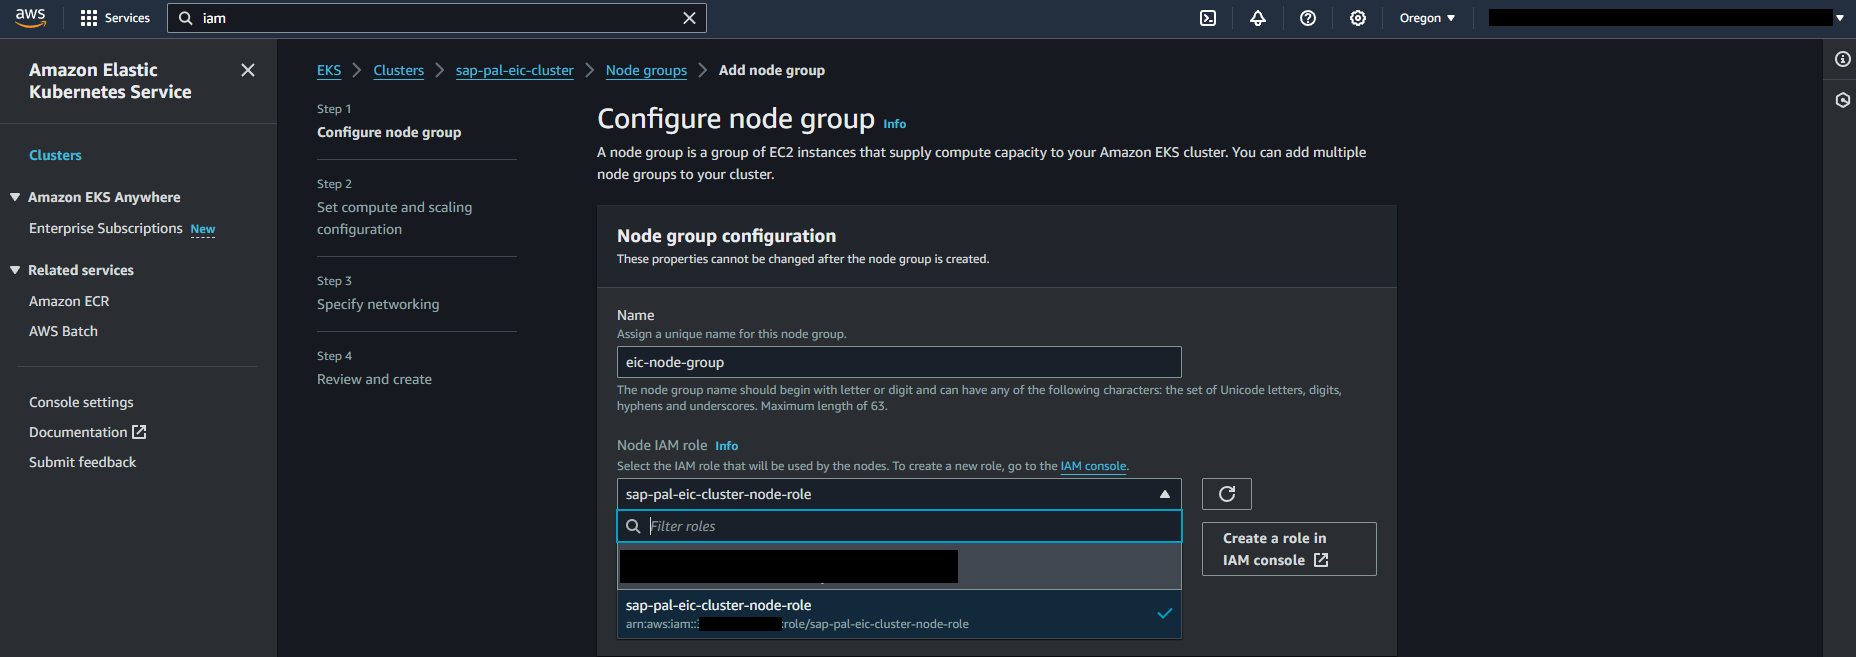 aws
Services
iam
Oregon
Amazon Elastic
Kubernetes Service
Clusters
Amazon EKS Anywhere
Enterprise Subscriptions New
Related services
Amazon ECR
AWS Batch
Console settings
Documentation
Submit feedback
EKS
Clusters
sap-pal-eic-cluster
Node groups
Add node group
Step 1
Configure node group
Step 2
Set compute and scaling
configuration
Step 3
Specify networking
Step 4
Review and create
Configure node group Info
A node group is a group of EC2 instances that supply compute capacity to your Amazon EKS cluster. You can add multiple
node groups to your cluster.
Node group configuration
These properties cannot be changed after the node group is created.
Name
Assign a unique name for this node group.
eic-node-group
The node group name should begin with letter or digit and can have any of the following characters: the set of Unicode letters, digits,
hyphens and underscores. Maximum length of 63.
Node IAM role Info
Select the IAM role that will be used by the nodes. To create a new role, go to the IAM console.
sap-pal-eic-cluster-node-role
Filter roles
Create a role in
IAM console
sap-pal-eic-cluster-node-role
arn:aws:iam:: :role/sap-pal-eic-cluster-node-role